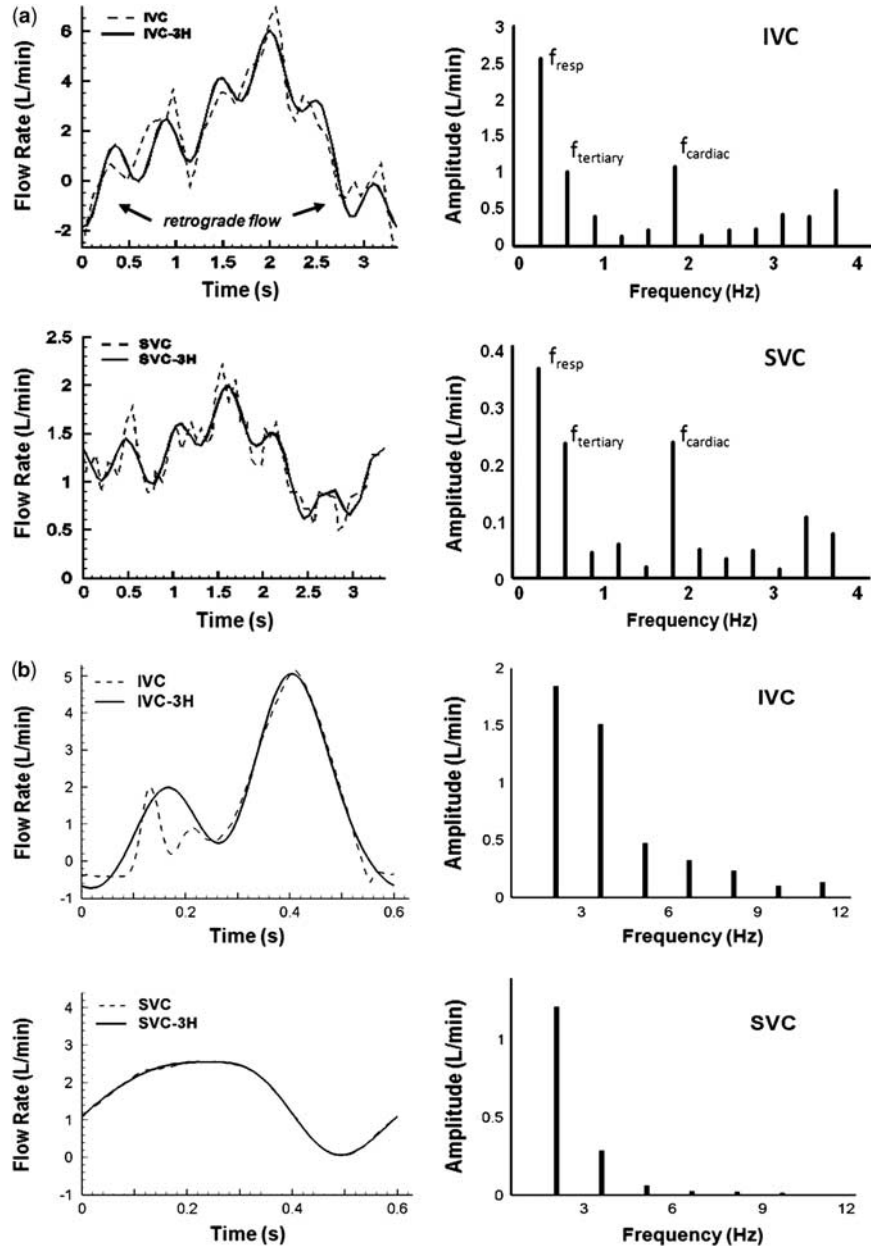 (a)
IVC
IVC-3H
Flow Rate (L/min)
6
4
2
0
-2
retrograde flow
0 0.5 1 1.5 2 2.5 3
Time (s)
IVC
Amplitude (L/min)
3
2.5
2
1.5
1
0.5
0
f_resp
f_tertiary
f_cardiac
0 1 2 3 4
Frequency (Hz)
SVC
SVC-3H
Flow Rate (L/min)
2.5
2
1.5
1
0.5
0
0 0.5 1 1.5 2 2.5 3
Time (s)
SVC
Amplitude (L/min)
0.4
0.3
0.2
0.1
0
f_resp
f_tertiary
f_cardiac
0 1 2 3 4
Frequency (Hz)
(b)
IVC
IVC-3H
Flow Rate (L/min)
5
4
3
2
1
0
-1
0 0.2 0.4 0.6
Time (s)
IVC
Amplitude (L/min)
2
1.5
1
0.5
0
3 6 9 12
Frequency (Hz)
SVC
SVC-3H
Flow Rate (L/min)
4
3
2
1
0
-1
0 0.2 0.4 0.6
Time (s)
SVC
Amplitude (L/min)
1
0.5
0
3 6 9 12
Frequency (Hz)